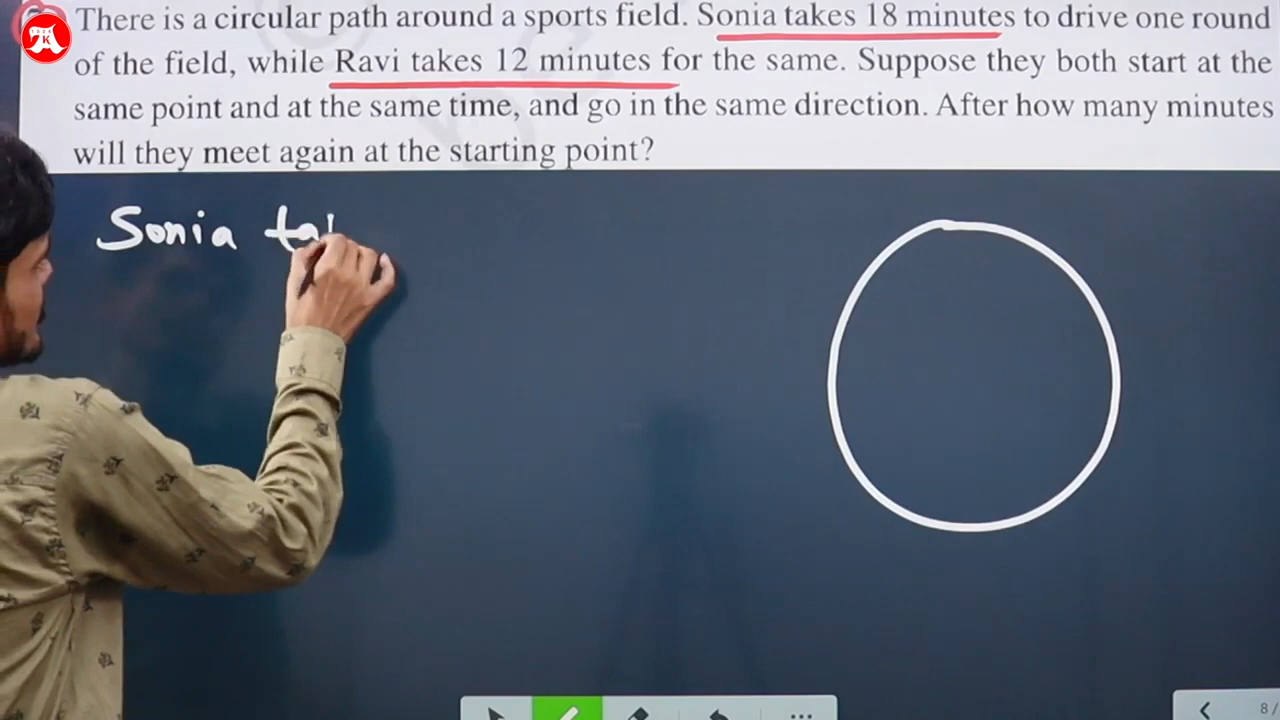 There is a circular path around a sports field. Sonia takes 18 minutes to drive one round
of the field, while Ravi takes 12 minutes for the same. Suppose they both start at the
same point and at the same time, and go in the same direction. After how many minutes
will they meet again at the starting point?
Sonia
8/